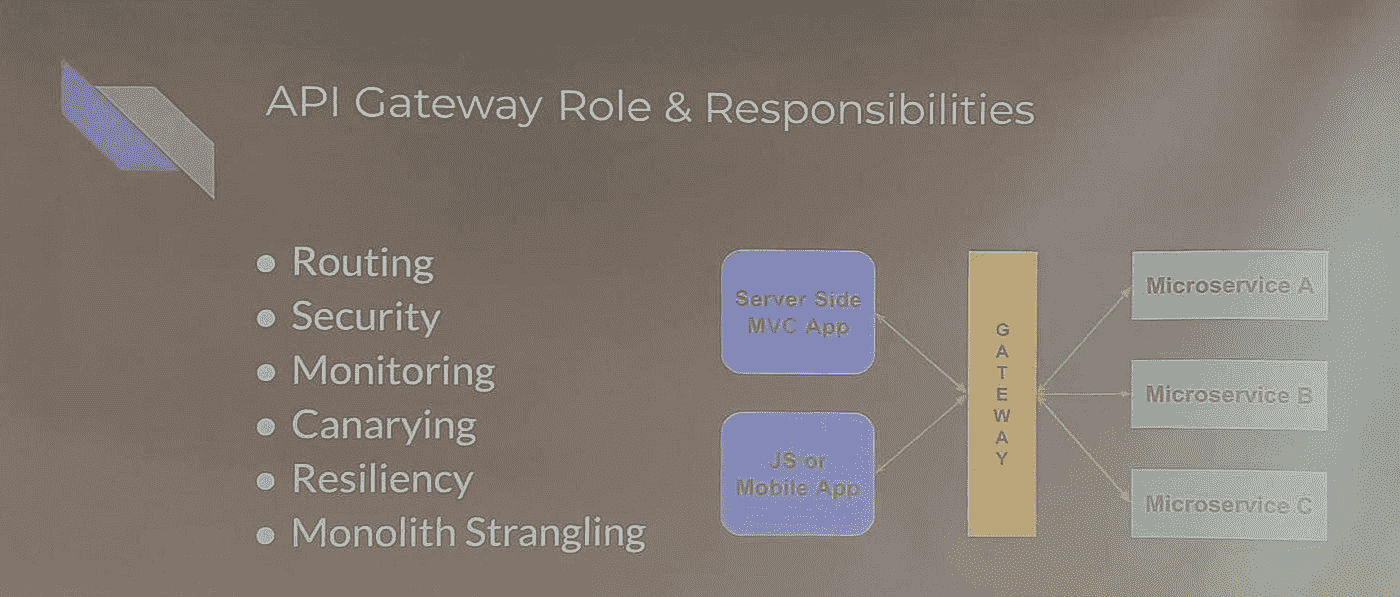 API Gateway Role & Responsibilities
Routing
Security
Monitoring
Canarying
Resiliency
Monolith Strangling
Server Side
MVC App
JS or
Mobile App
G
A
T
E
W
A
Y
Microservice A
Microservice B
Microservice C